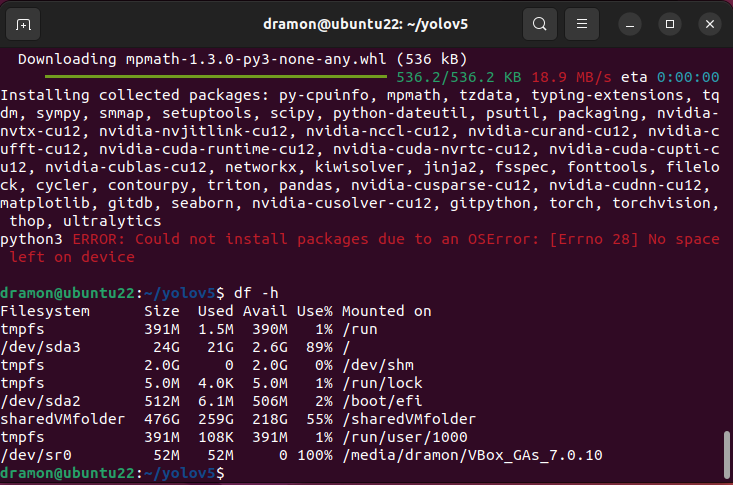 dramon@ubuntu22: ~/yolov5
Downloading mpmath-1.3.0-py3-none-any.whl (536 kB)
536.2/536.2 KB 18.9 MB/s eta 0:00:00
Installing collected packages: py-cpuinfo, mpmath, tzdata, typing-extensions, tq
dm, sympy, smmap, setuptools, scipy, python-dateutil, psutil, packaging, nvidia-
nvtx-cu12, nvidia-nvjitlink-cu12, nvidia-nccl-cu12, nvidia-curand-cu12, nvidia-c
ufft-cu12, nvidia-cuda-runtime-cu12, nvidia-cuda-nvrtc-cu12, nvidia-cuda-cupti-c
u12, nvidia-cublas-cu12, networkx, kiwisolver, jinja2, fsspec, fonttools, filelo
ck, cycler, contourpy, triton, pandas, nvidia-cusparse-cu12, nvidia-cudnn-cu12,
matplotlib, gitdb, seaborn, nvidia-cusolver-cu12, gitpython, torch, torchvision,
thop, ultralytics
python3 ERROR: Could not install packages due to an OSError: [Errno 28] No space
left on device
dramon@ubuntu22:~/yolov5$ df -h
Filesystem Size Used Avail Use% Mounted on
tmpfs 391M 1.5M 390M 1% /run
/dev/sda3 24G 21G 2.6G 89% /
tmpfs 2.0G 0 2.0G 0% /dev/shm
tmpfs 5.0M 4.0K 5.0M 1% /run/lock
/dev/sda2 512M 6.1M 506M 2% /boot/efi
sharedVMfolder 476G 259G 218G 55% /sharedVMfolder
tmpfs 391M 108K 391M 1% /run/user/1000
/dev/sr0 52M 52M 0 100% /media/dramon/VBox_GAs_7.0.10
dramon@ubuntu22:~/yolov5$